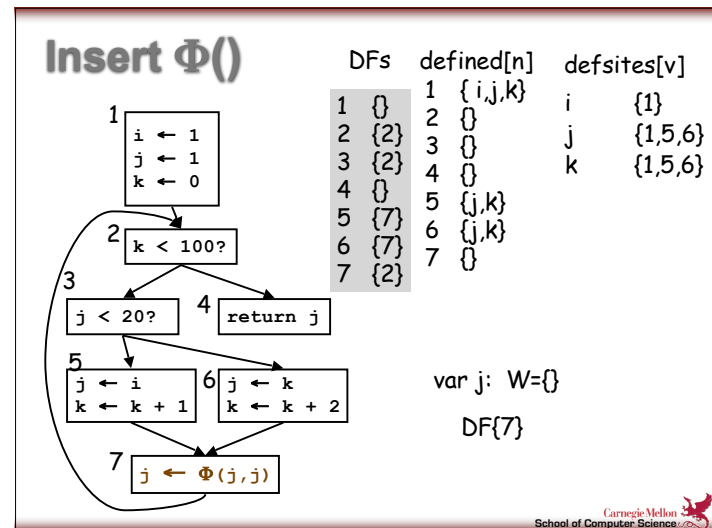 Insert Φ()
DFs
1 {}
2 {2}
3 {2}
4 {}
5 {7}
6 {7}
7 {2}
defined[n]
1 { i,j,k}
2 {}
3 {}
4 {}
5 {j,k}
6 {j,k}
7 {}
defsites[v]
i {1}
j {1,5,6}
k {1,5,6}
1
i ← 1
j ← 1
k ← 0
2
k < 100?
3
j < 20?
4
return j
5
j ← i
k ← k + 1
6
j ← k
k ← k + 2
7
j ← Φ(j,j)
var j: W={}
DF{7}
Carnegie Mellon
School of Computer Science